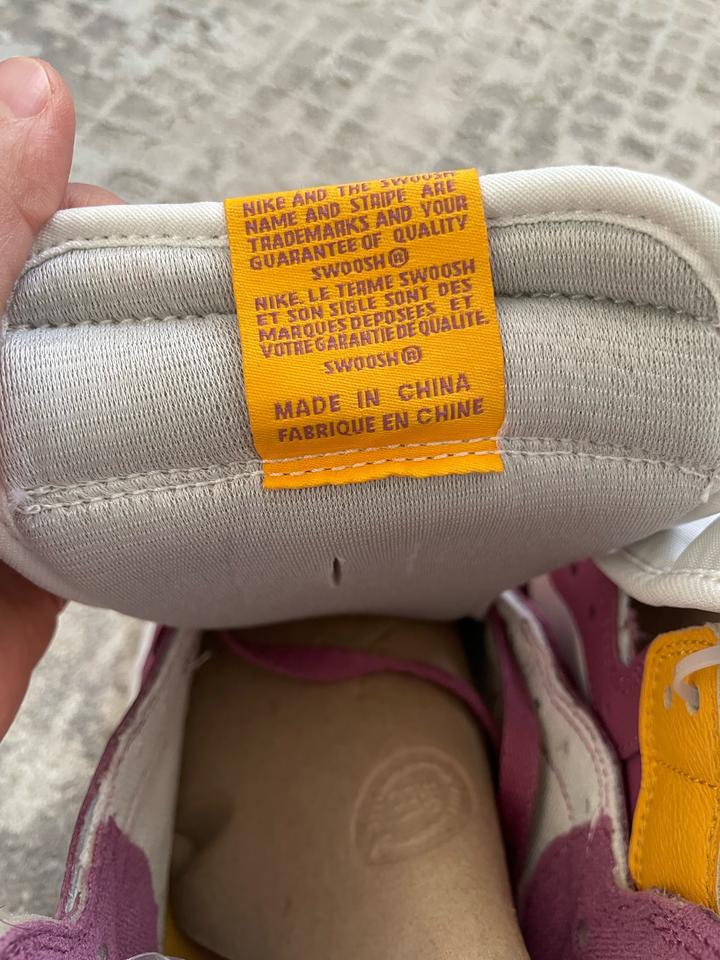 NIKE AND THE SWOOSH
NAME AND STRIPE ARE
TRADEMARKS AND YOUR
GUARANTEE OF QUALITY
SWOOSH®
NIKE. LE TERME SWOOSH
ET SON SIGLE SONT DES
MARQUES DEPOSEES ET
VOTRE GARANTIE DE QUALITE.
SWOOSH®
MADE IN CHINA
FABRIQUE EN CHINE